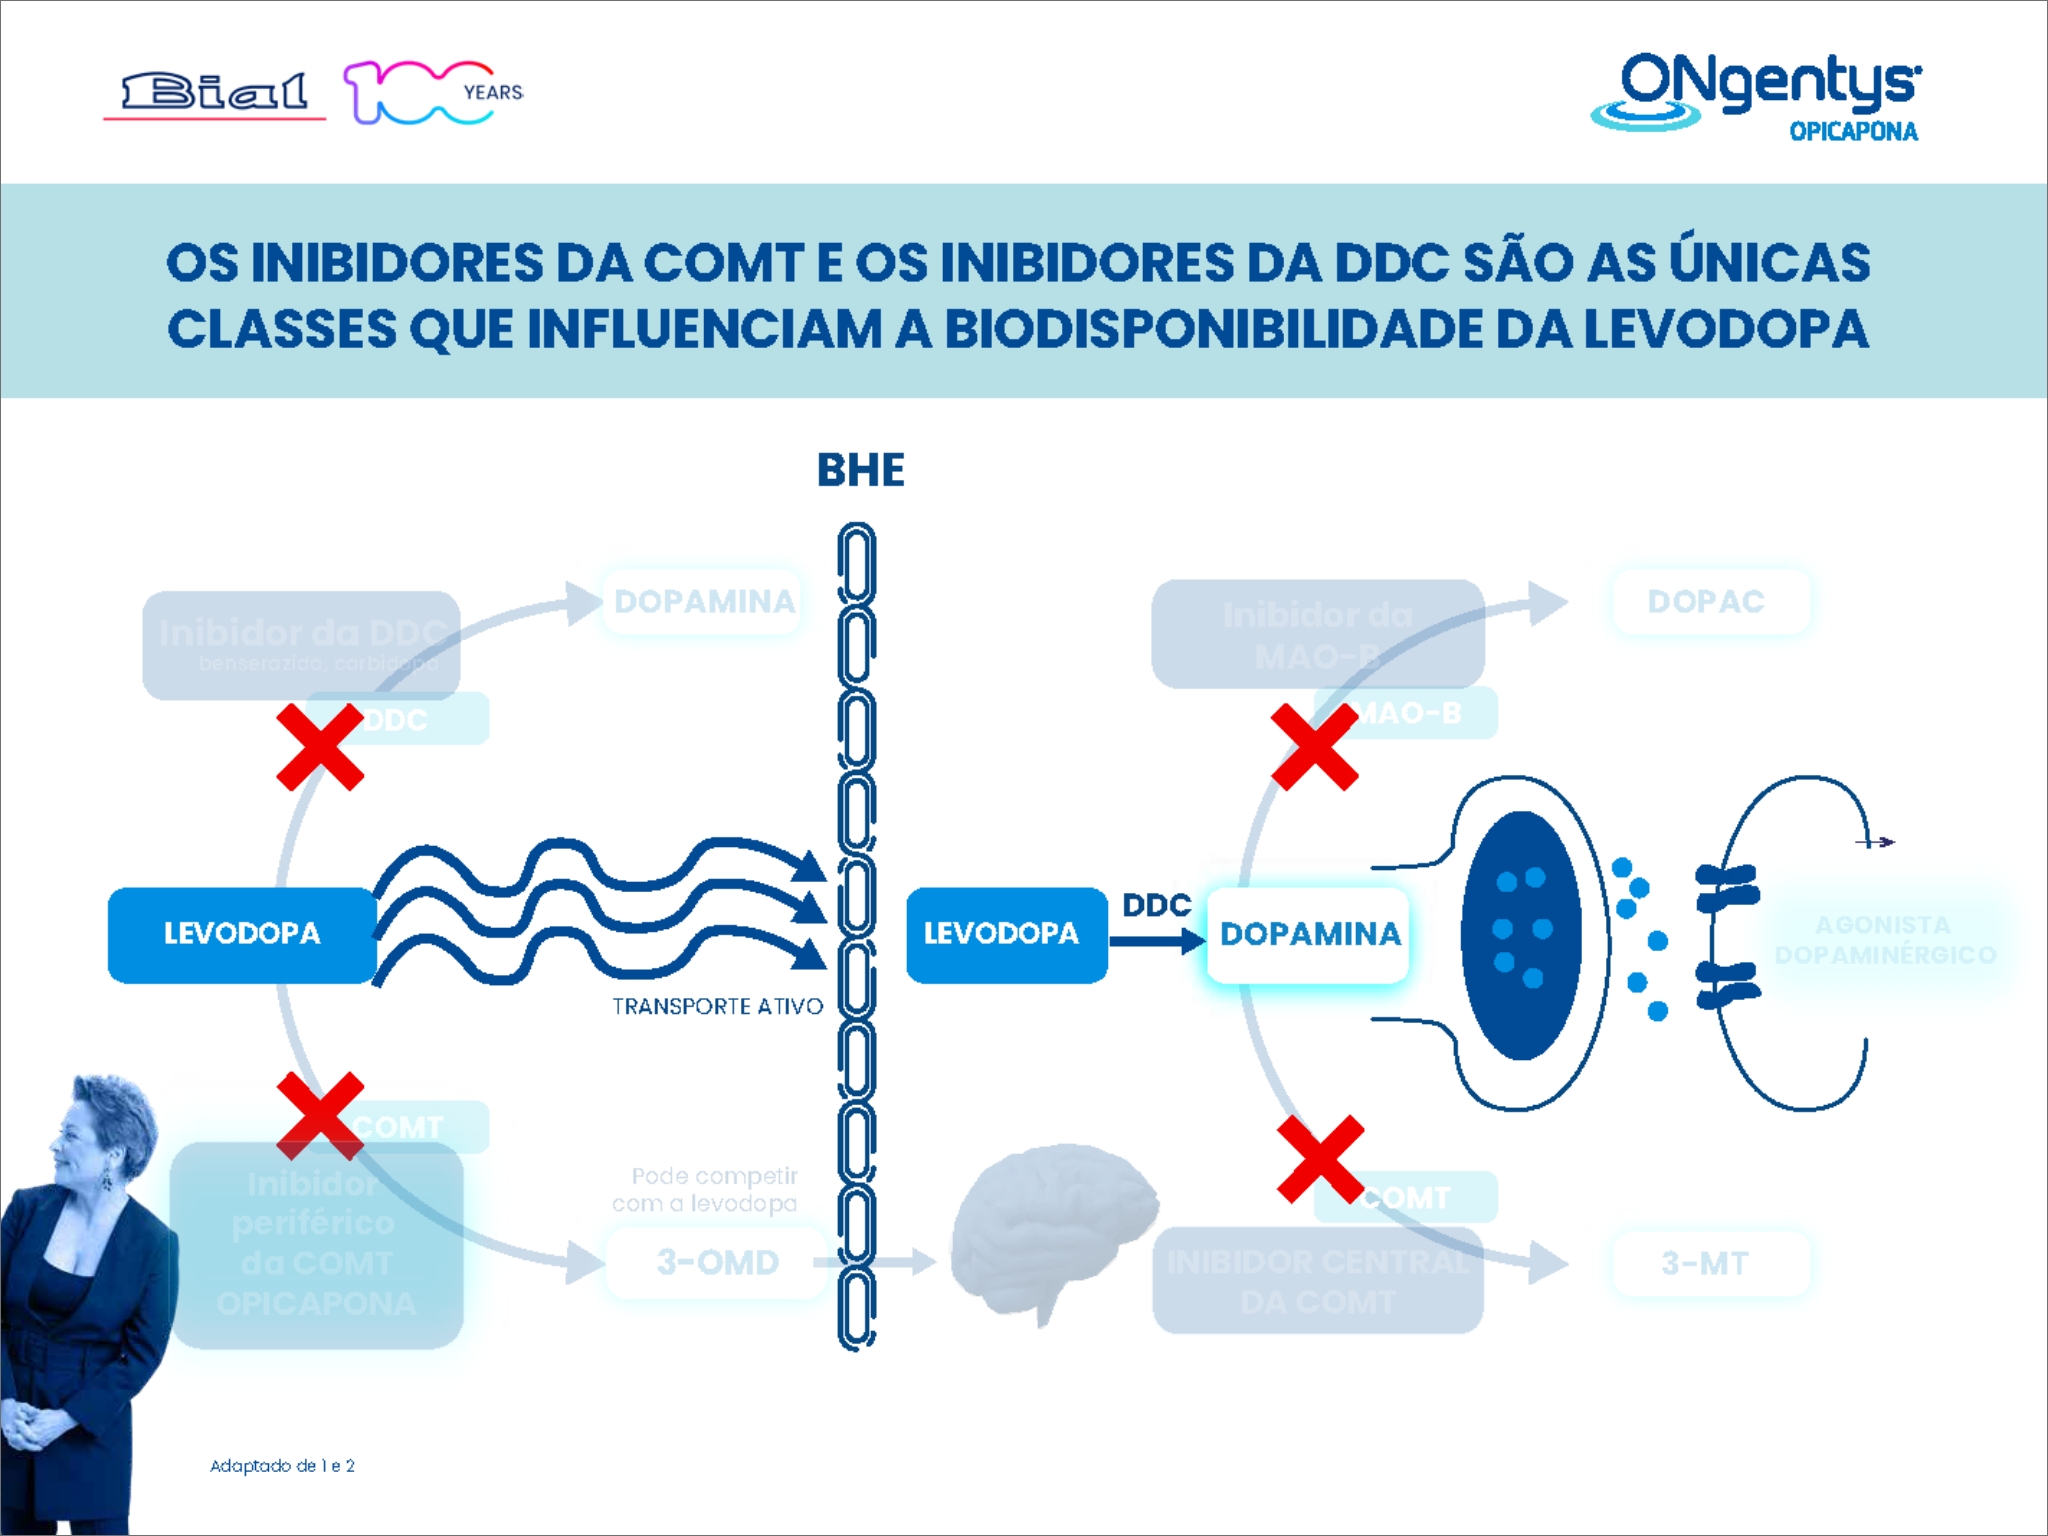 Bial
100 YEARS
ONgentys
OPICAPONA
OS INIBIDORES DA COMT E OS INIBIDORES DA DDC SÃO AS ÚNICAS
CLASSES QUE INFLUENCIAM A BIODISPONIBILIDADE DA LEVODOPA
BHE
Inibidor da DDC
benserazida, carbidopa
DDC
DOPAMINA
Inibidor da
MAO-B
MAO-B
DOPAC
LEVODOPA
TRANSPORTE ATIVO
LEVODOPA
DDC
DOPAMINA
AGONISTA
DOPAMINÉRGICO
COMT
Inibidor
periférico
da COMT
OPICAPONA
Pode competir
com a levodopa
3-OMD
COMT
INIBIDOR CENTRAL
DA COMT
3-MT
Adaptado de 1 e 2